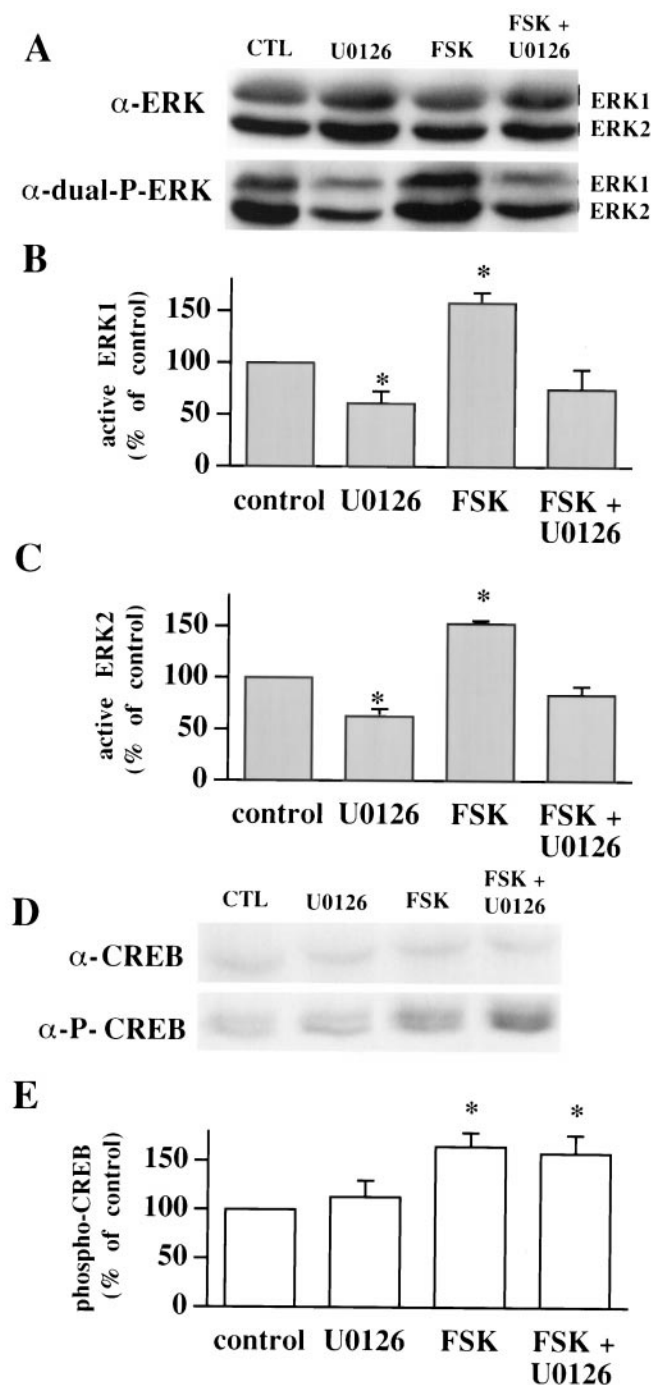 A
CTL U0126 FSK FSK + U0126
α-ERK
ERK1
ERK2
α-dual-P-ERK
ERK1
ERK2
B
active ERK1
(% of control)
150
100
50
0
*
*
control U0126 FSK FSK + U0126
C
active ERK2
(% of control)
150
100
50
0
*
*
control U0126 FSK FSK + U0126
D
CTL U0126 FSK FSK + U0126
α-CREB
α-P-CREB
E
phospho-CREB
(% of control)
150
100
50
0
* *
control U0126 FSK FSK + U0126